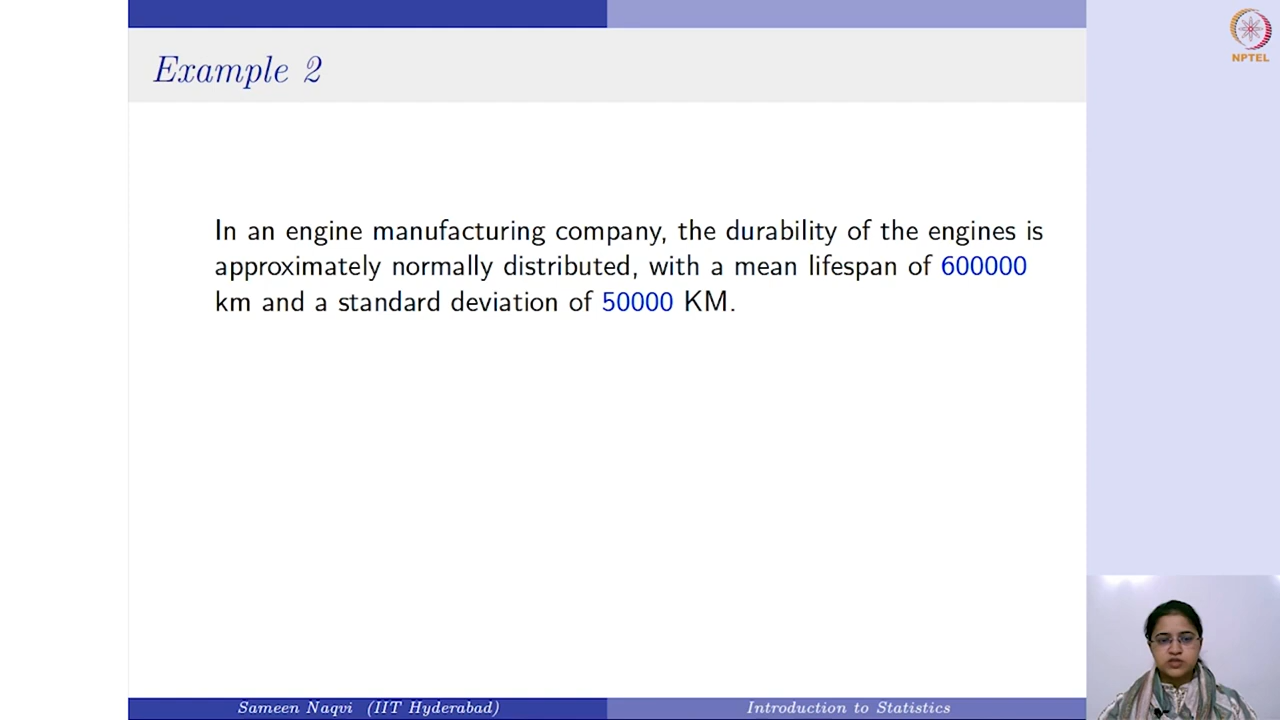 Example 2
NPTEL
In an engine manufacturing company, the durability of the engines is
approximately normally distributed, with a mean lifespan of 600000
km and a standard deviation of 50000 KM.
Sameen Naqvi (IIT Hyderabad)
Introduction to Statistics